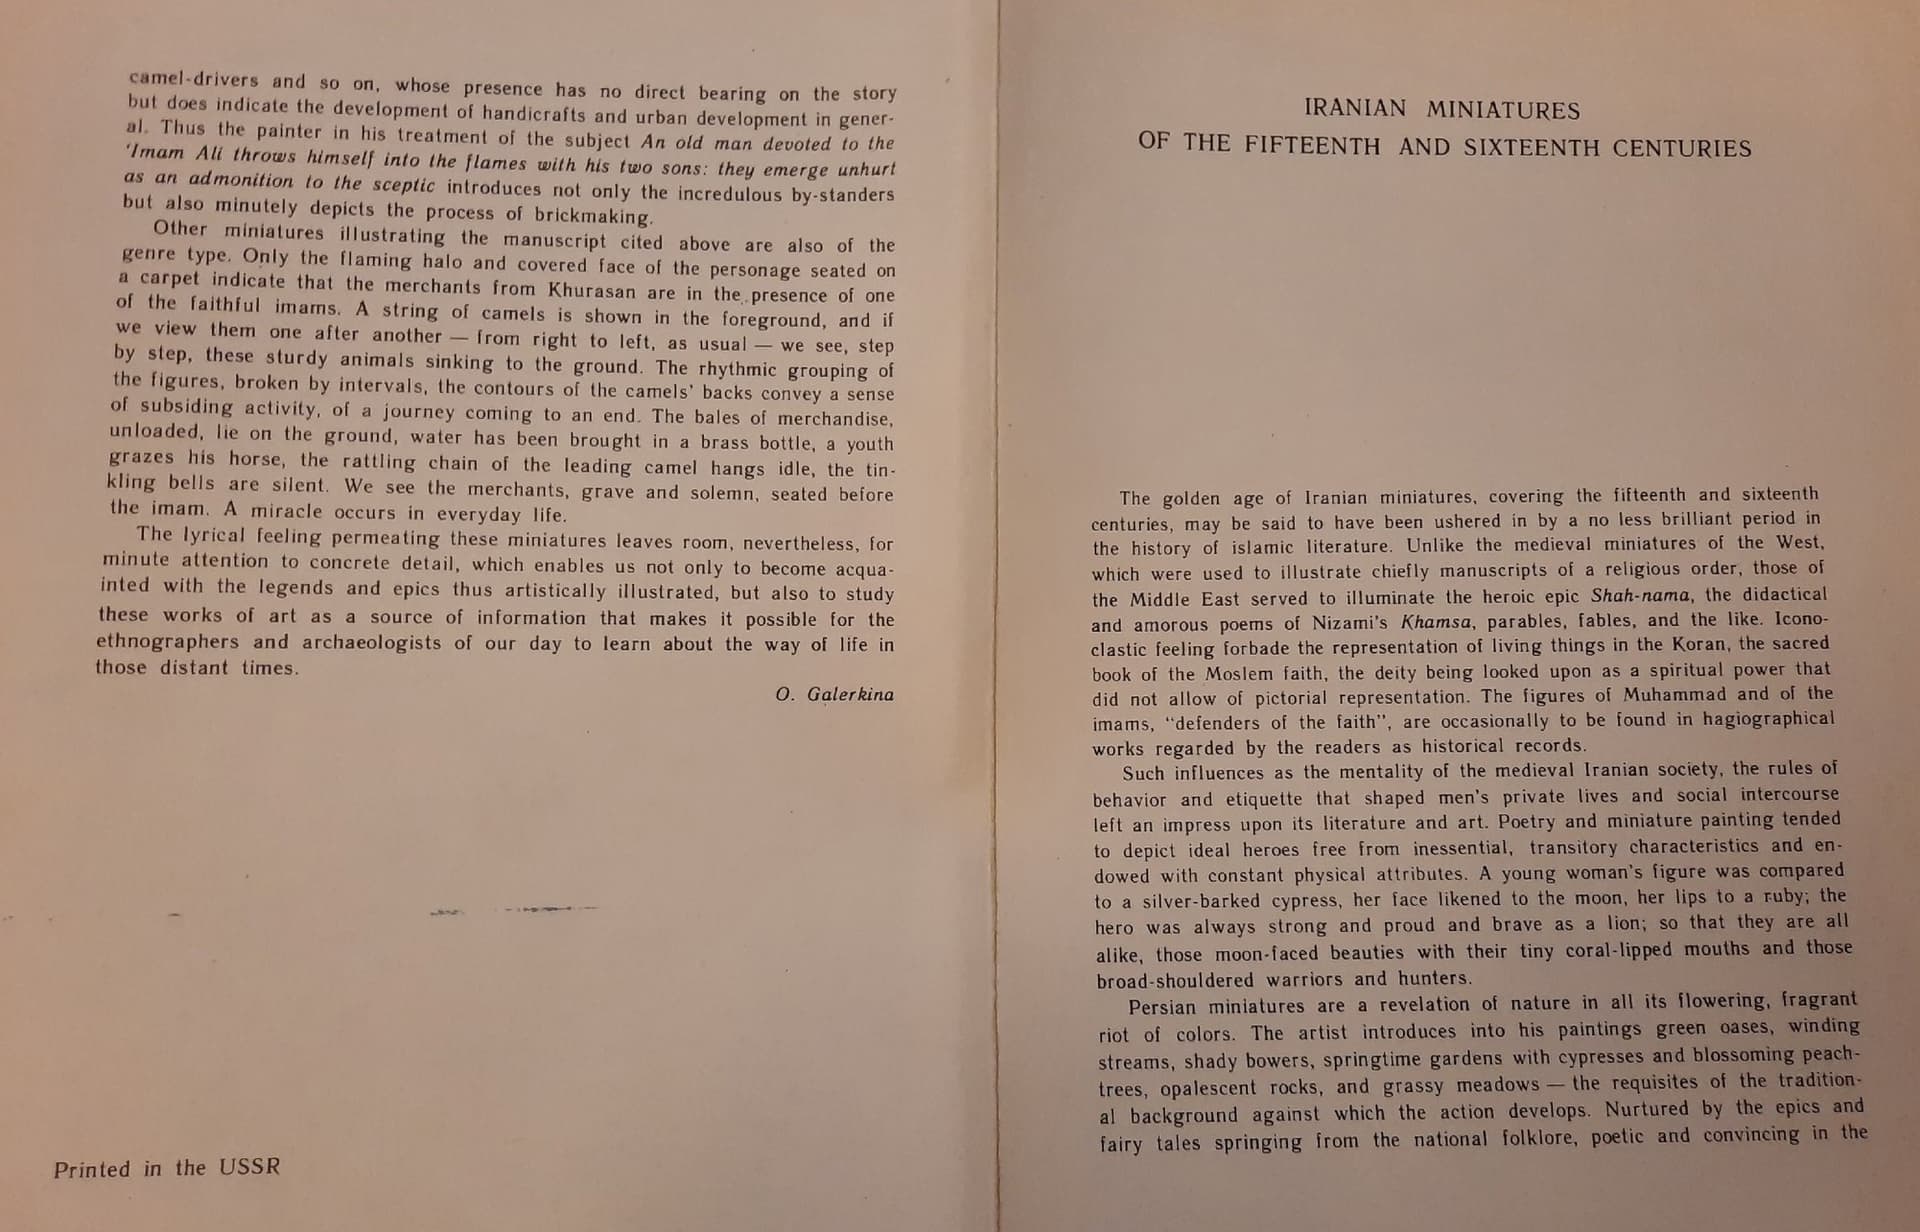 camel-drivers and so on, whose presence has no direct bearing on the story
but does indicate the development of handicrafts and urban development in gener-
al. Thus the painter in his treatment of the subject An old man devoted to the
'Imam Ali throws himself into the flames with his two sons: they emerge unhurt
as an admonition to the sceptic introduces not only the incredulous by-standers
but also minutely depicts the process of brickmaking.
Other miniatures illustrating the manuscript cited above are also of the
genre type. Only the flaming halo and covered face of the personage seated on
a carpet indicate that the merchants from Khurasan are in the presence of one
of the faithful imams. A string of camels is shown in the foreground, and if
we view them one after another — from right to left, as usual — we see, step
by step, these sturdy animals sinking to the ground. The rhythmic grouping of
the figures, broken by intervals, the contours of the camels' backs convey a sense
of subsiding activity, of a journey coming to an end. The bales of merchandise,
unloaded, lie on the ground, water has been brought in a brass bottle, a youth
grazes his horse, the rattling chain of the leading camel hangs idle, the tin-
kling bells are silent. We see the merchants, grave and solemn, seated before
the imam. A miracle occurs in everyday life.
The lyrical feeling permeating these miniatures leaves room, nevertheless, for
minute attention to concrete detail, which enables us not only to become acqua-
inted with the legends and epics thus artistically illustrated, but also to study
these works of art as a source of information that makes it possible for the
ethnographers and archaeologists of our day to learn about the way of life in
those distant times.
O. Galerkina
Printed in the USSR
IRANIAN MINIATURES
OF THE FIFTEENTH AND SIXTEENTH CENTURIES
The golden age of Iranian miniatures, covering the fifteenth and sixteenth
centuries, may be said to have been ushered in by a no less brilliant period in
the history of islamic literature. Unlike the medieval miniatures of the West,
which were used to illustrate chiefly manuscripts of a religious order, those of
the Middle East served to illuminate the heroic epic Shah-nama, the didactical
and amorous poems of Nizami's Khamsa, parables, fables, and the like. Icono-
clastic feeling forbade the representation of living things in the Koran, the sacred
book of the Moslem faith, the deity being looked upon as a spiritual power that
did not allow of pictorial representation. The figures of Muhammad and of the
imams, "defenders of the faith", are occasionally to be found in hagiographical
works regarded by the readers as historical records.
Such influences as the mentality of the medieval Iranian society, the rules of
behavior and etiquette that shaped men's private lives and social intercourse
left an impress upon its literature and art. Poetry and miniature painting tended
to depict ideal heroes free from inessential, transitory characteristics and en-
dowed with constant physical attributes. A young woman's figure was compared
to a silver-barked cypress, her face likened to the moon, her lips to a ruby; the
hero was always strong and proud and brave as a lion; so that they are all
alike, those moon-faced beauties with their tiny coral-lipped mouths and those
broad-shouldered warriors and hunters.
Persian miniatures are a revelation of nature in all its flowering, fragrant
riot of colors. The artist introduces into his paintings green oases, winding
streams, shady bowers, springtime gardens with cypresses and blossoming peach-
trees, opalescent rocks, and grassy meadows — the requisites of the tradition-
al background against which the action develops. Nurtured by the epics and
fairy tales springing from the national folklore, poetic and convincing in the